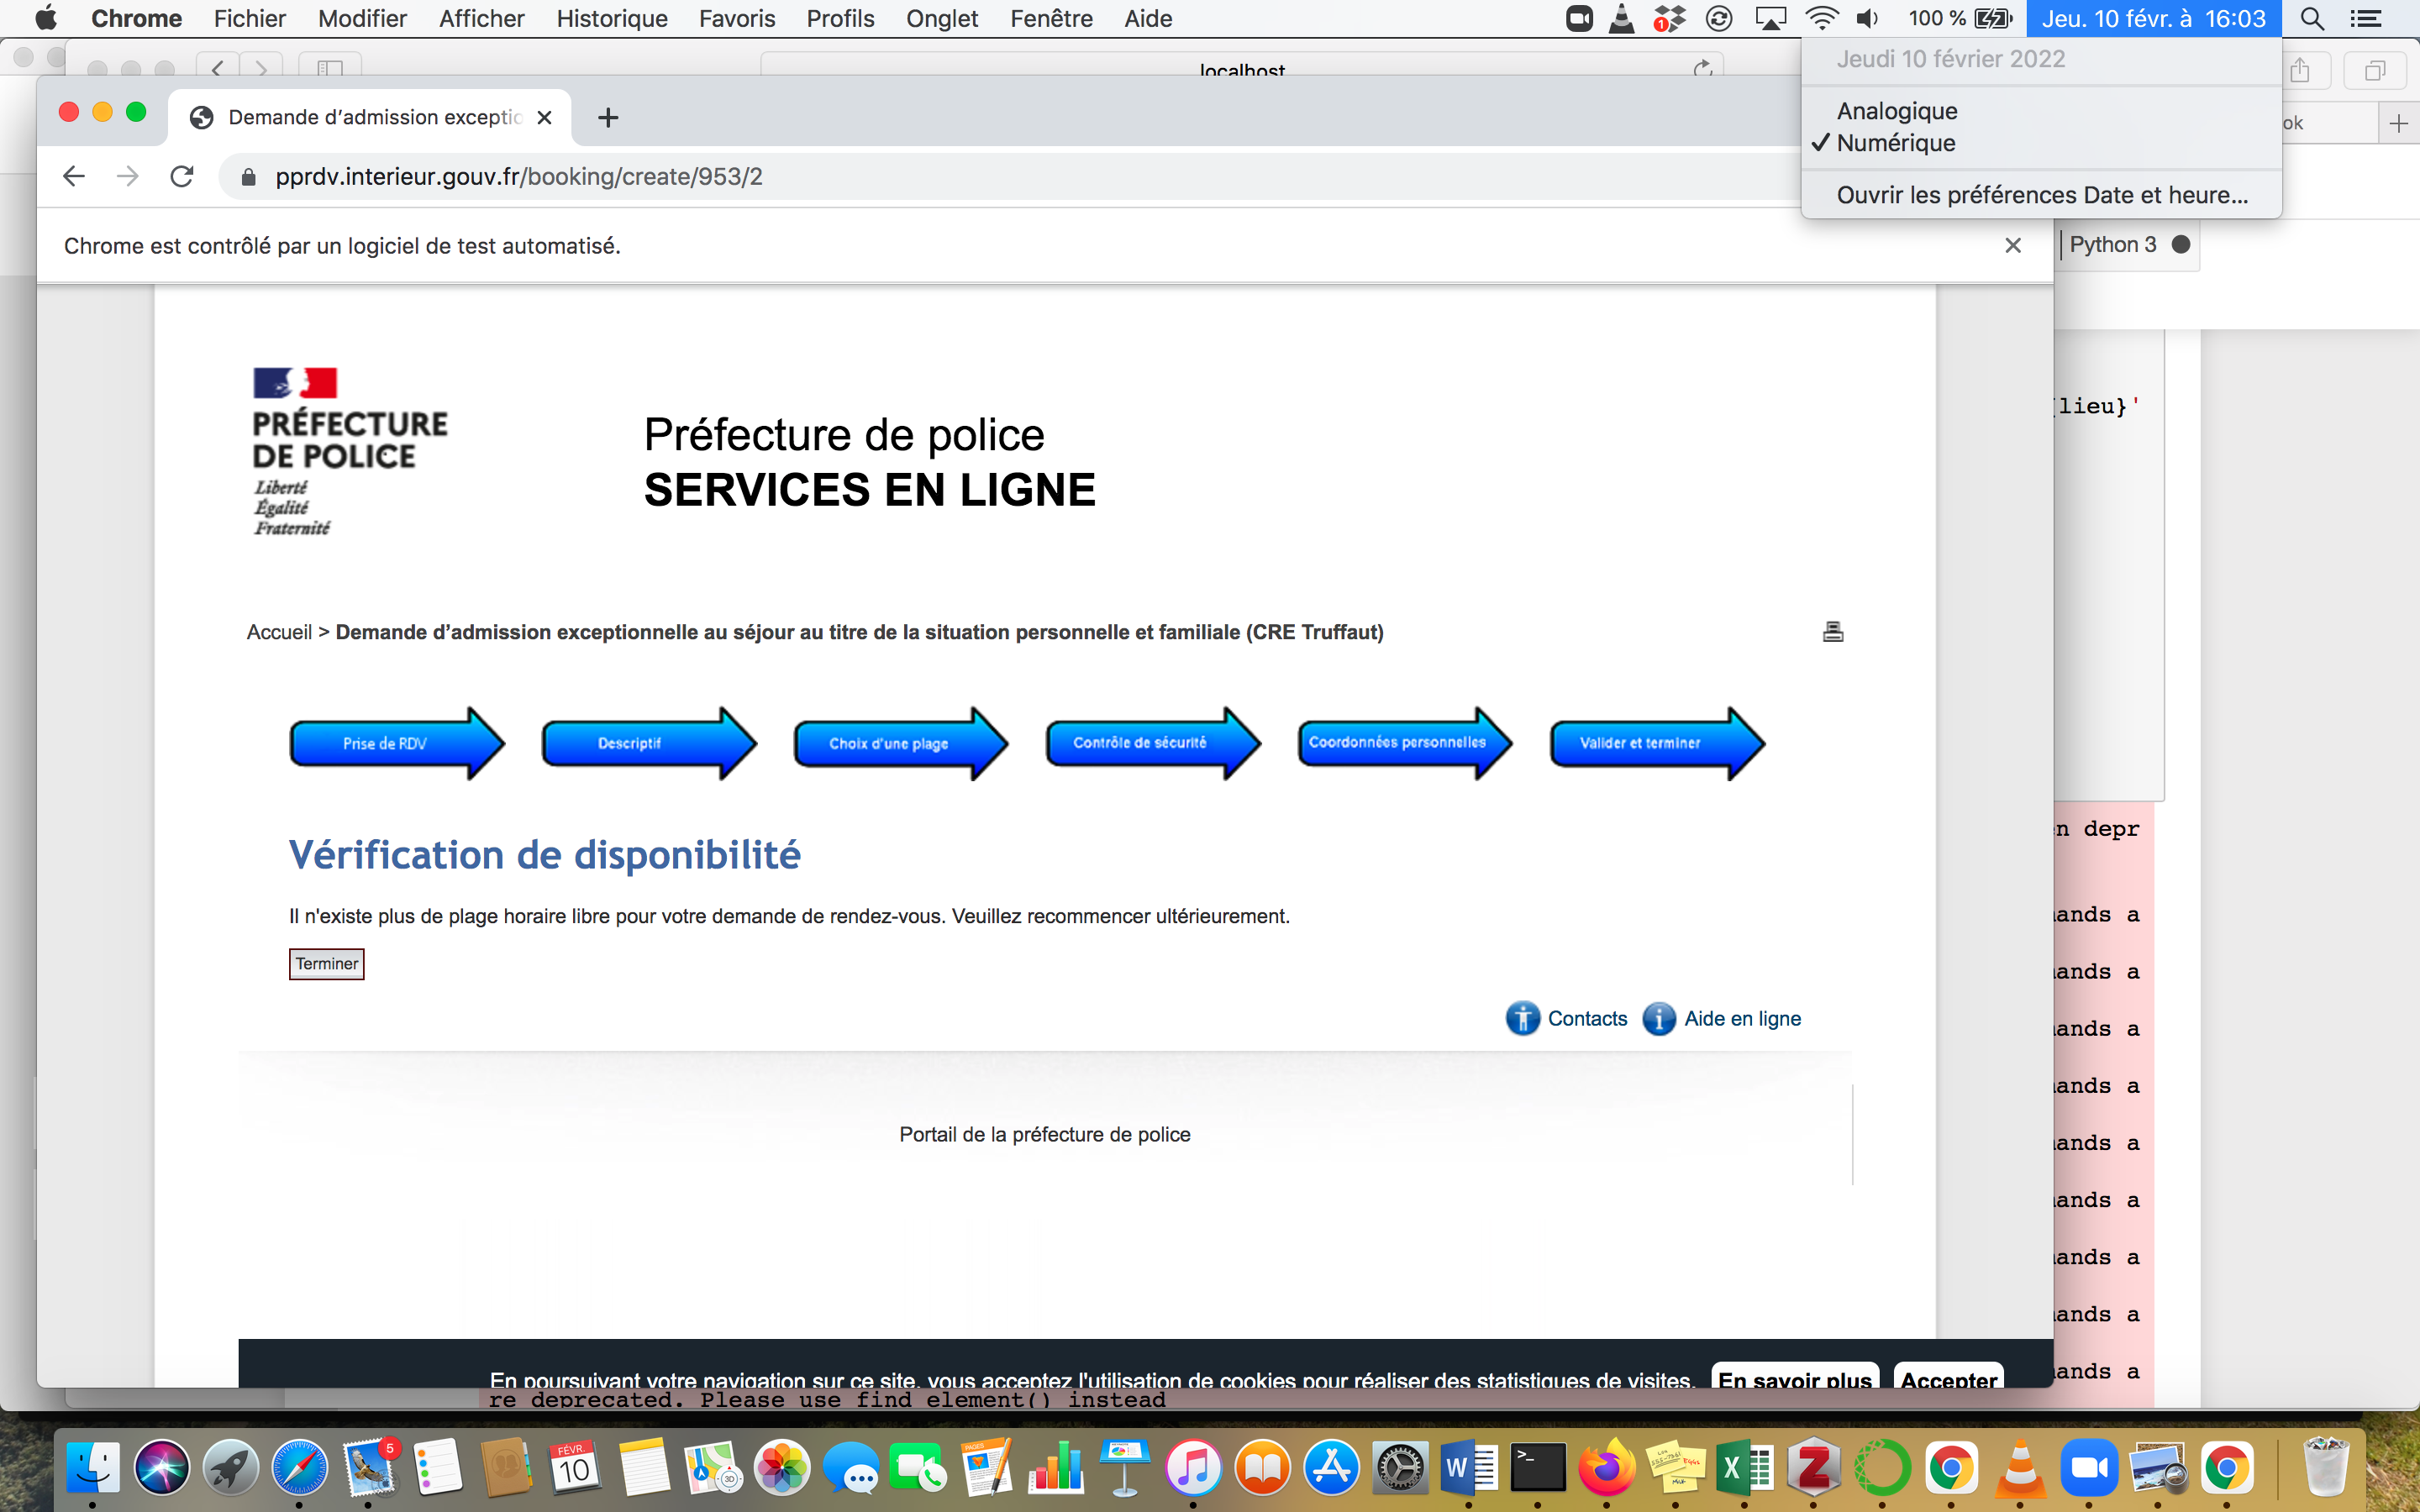 Chrome Fichier Modifier Afficher Historique Favoris Profils Onglet Fenêtre Aide 1 100 % Jeu. 10 févr. à 16:03
localhost
Jeudi 10 février 2022
Analogique
✓ Numérique
Ouvrir les préférences Date et heure...
ok
Demande d'admission exceptio
pprdv.interieur.gouv.fr/booking/create/953/2
Chrome est contrôlé par un logiciel de test automatisé.
Python 3
PRÉFECTURE
DE POLICE
Liberté
Égalité
Fraternité
Préfecture de police
SERVICES EN LIGNE
{lieu}'
Accueil > Demande d'admission exceptionnelle au séjour au titre de la situation personnelle et familiale (CRE Truffaut)
Prise de RDV Descriptif Choix d'une plage Contrôle de sécurité Coordonnées personnelles Valider et terminer
n depr
Vérification de disponibilité
Il n'existe plus de plage horaire libre pour votre demande de rendez-vous. Veuillez recommencer ultérieurement.
Terminer
ands a
ands a
Contacts Aide en ligne
ands a
ands a
Portail de la préfecture de police
ands a
ands a
ands a
ands a
ands a
En poursuivant votre navigation sur ce site, vous acceptez l'utilisation de cookies pour réaliser des statistiques de visites. En savoir plus Accepter
re deprecated. Please use find element() instead
5
FÉVR.
10
PAGES
3D
W
>_
X
Z